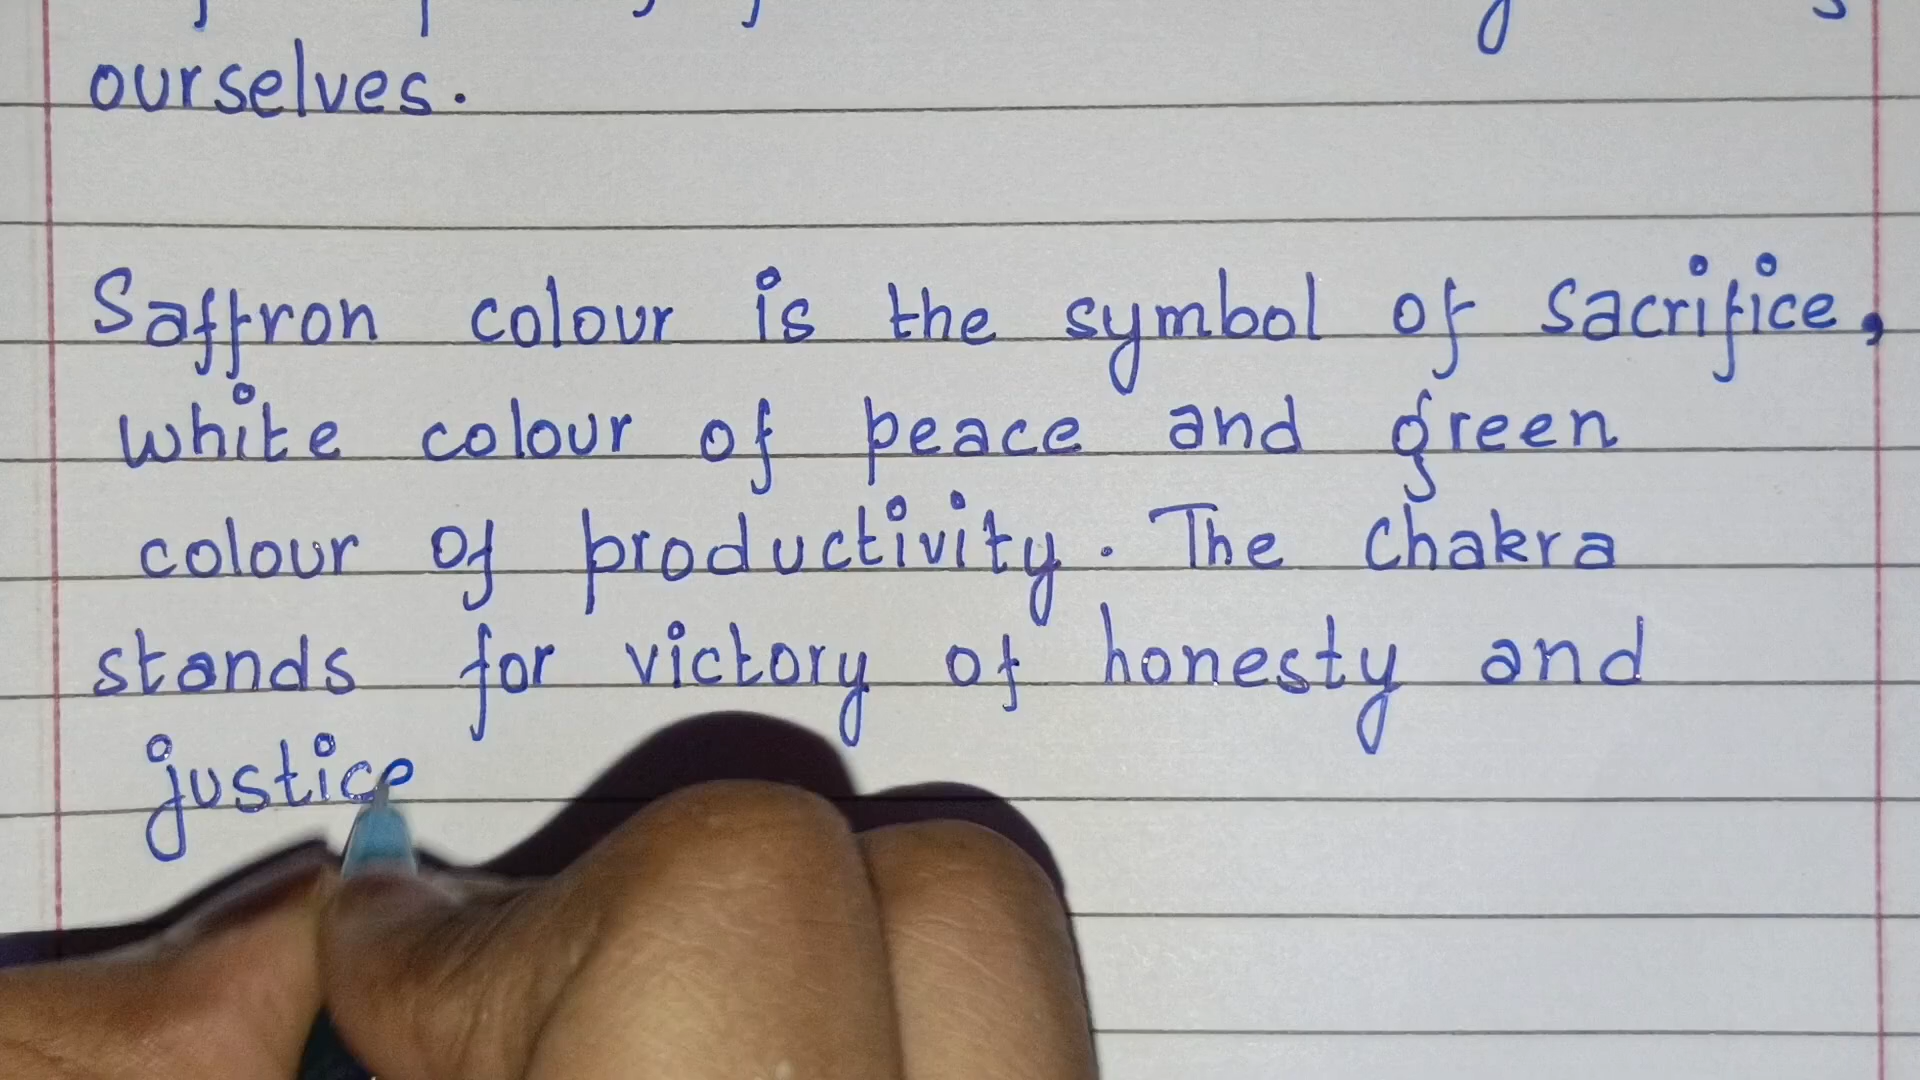 ourselves.
Saffron colour is the symbol of sacrifice,
white colour of peace and green
colour of productivity. The Chakra
stands for victory of honesty and
justice